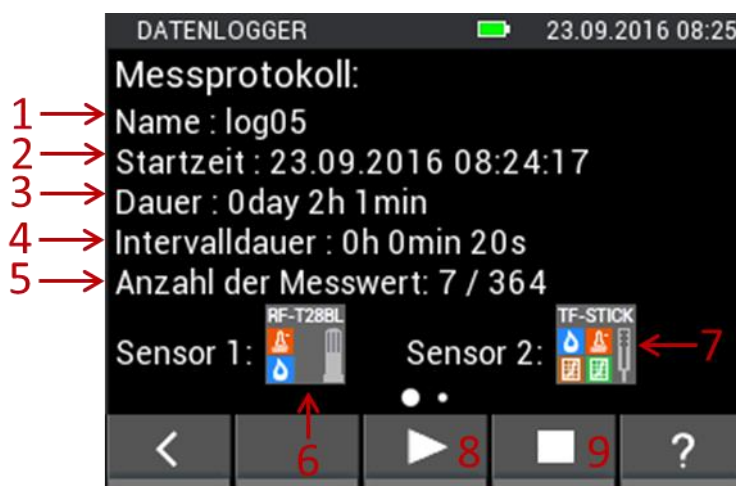 DATENLOGGER 23.09.2016 08:25
Messprotokoll:
1 Name : log05
2 Startzeit : 23.09.2016 08:24:17
3 Dauer : 0day 2h 1min
4 Intervalldauer : 0h 0min 20s
5 Anzahl der Messwert: 7 / 364
Sensor 1: RF-T28BL Sensor 2: TF-STICK 7
6 8 9 ?